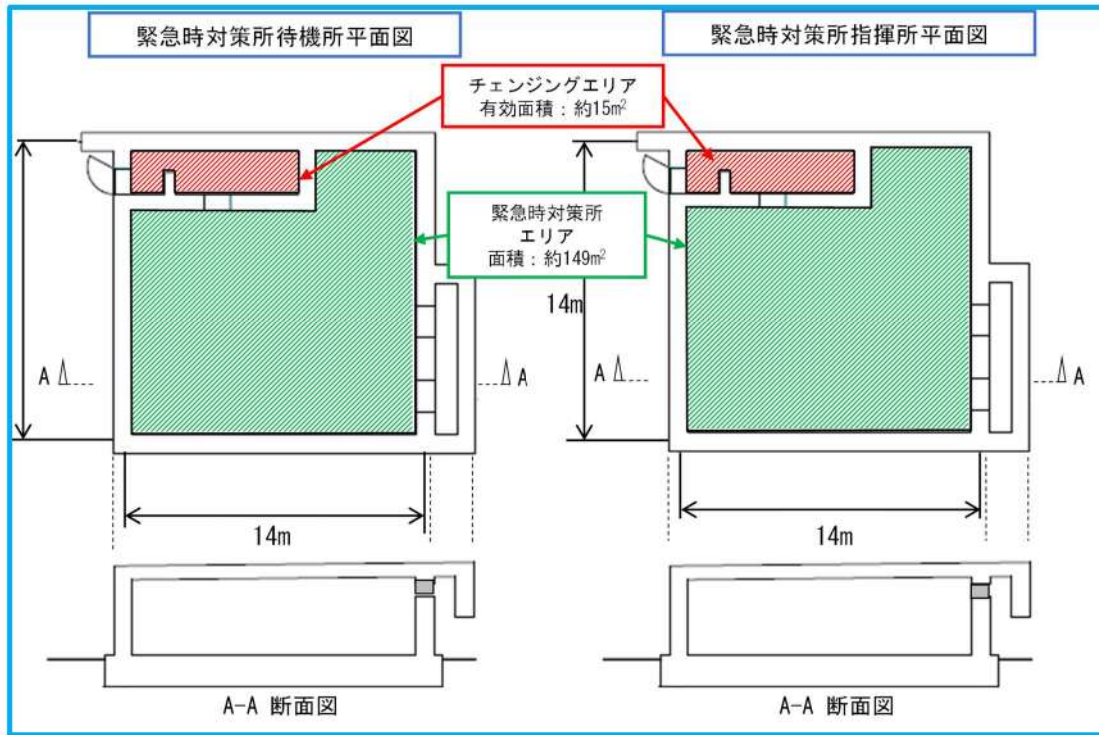 緊急時対策所待機所平面図
緊急時対策所指揮所平面図
チェンジングエリア
有効面積：約15m²
緊急時対策所
エリア
面積：約149m²
14m
A
A
A
A
14m
14m
A-A 断面図
A-A 断面図